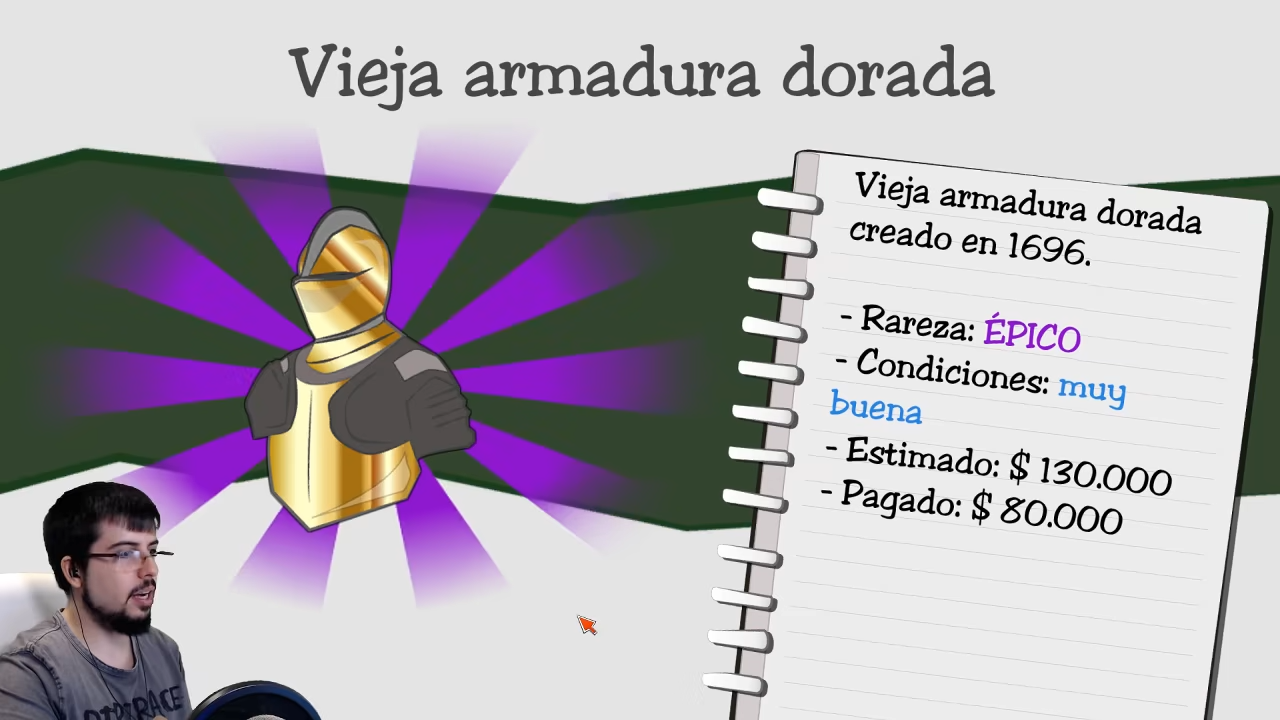 Vieja armadura dorada
Vieja armadura dorada
creado en 1696.
- Rareza: ÉPICO
- Condiciones: muy
buena
- Estimado: $ 130.000
- Pagado: $ 80.000